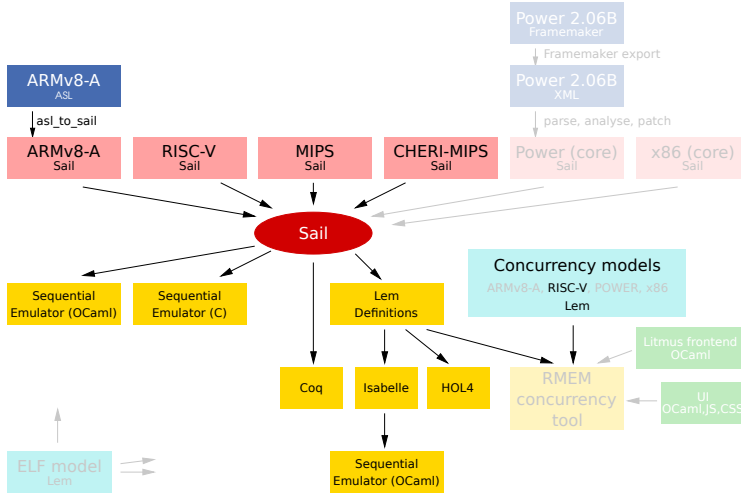 Power 2.06B
Framemaker
Framemaker export
ARMv8-A
ASL
Power 2.06B
XML
asl_to_sail
parse, analyse, patch
ARMv8-A
Sail
RISC-V
Sail
MIPS
Sail
CHERI-MIPS
Sail
Power (core)
Sail
x86 (core)
Sail
Sail
Concurrency models
ARMv8-A, RISC-V, POWER, x86
Lem
Sequential
Emulator (OCaml)
Sequential
Emulator (C)
Lem
Definitions
Litmus frontend
OCaml
Coq
Isabelle
HOL4
RMEM
concurrency
tool
UI
OCaml,JS,CSS
ELF model
Lem
Sequential
Emulator (OCaml)